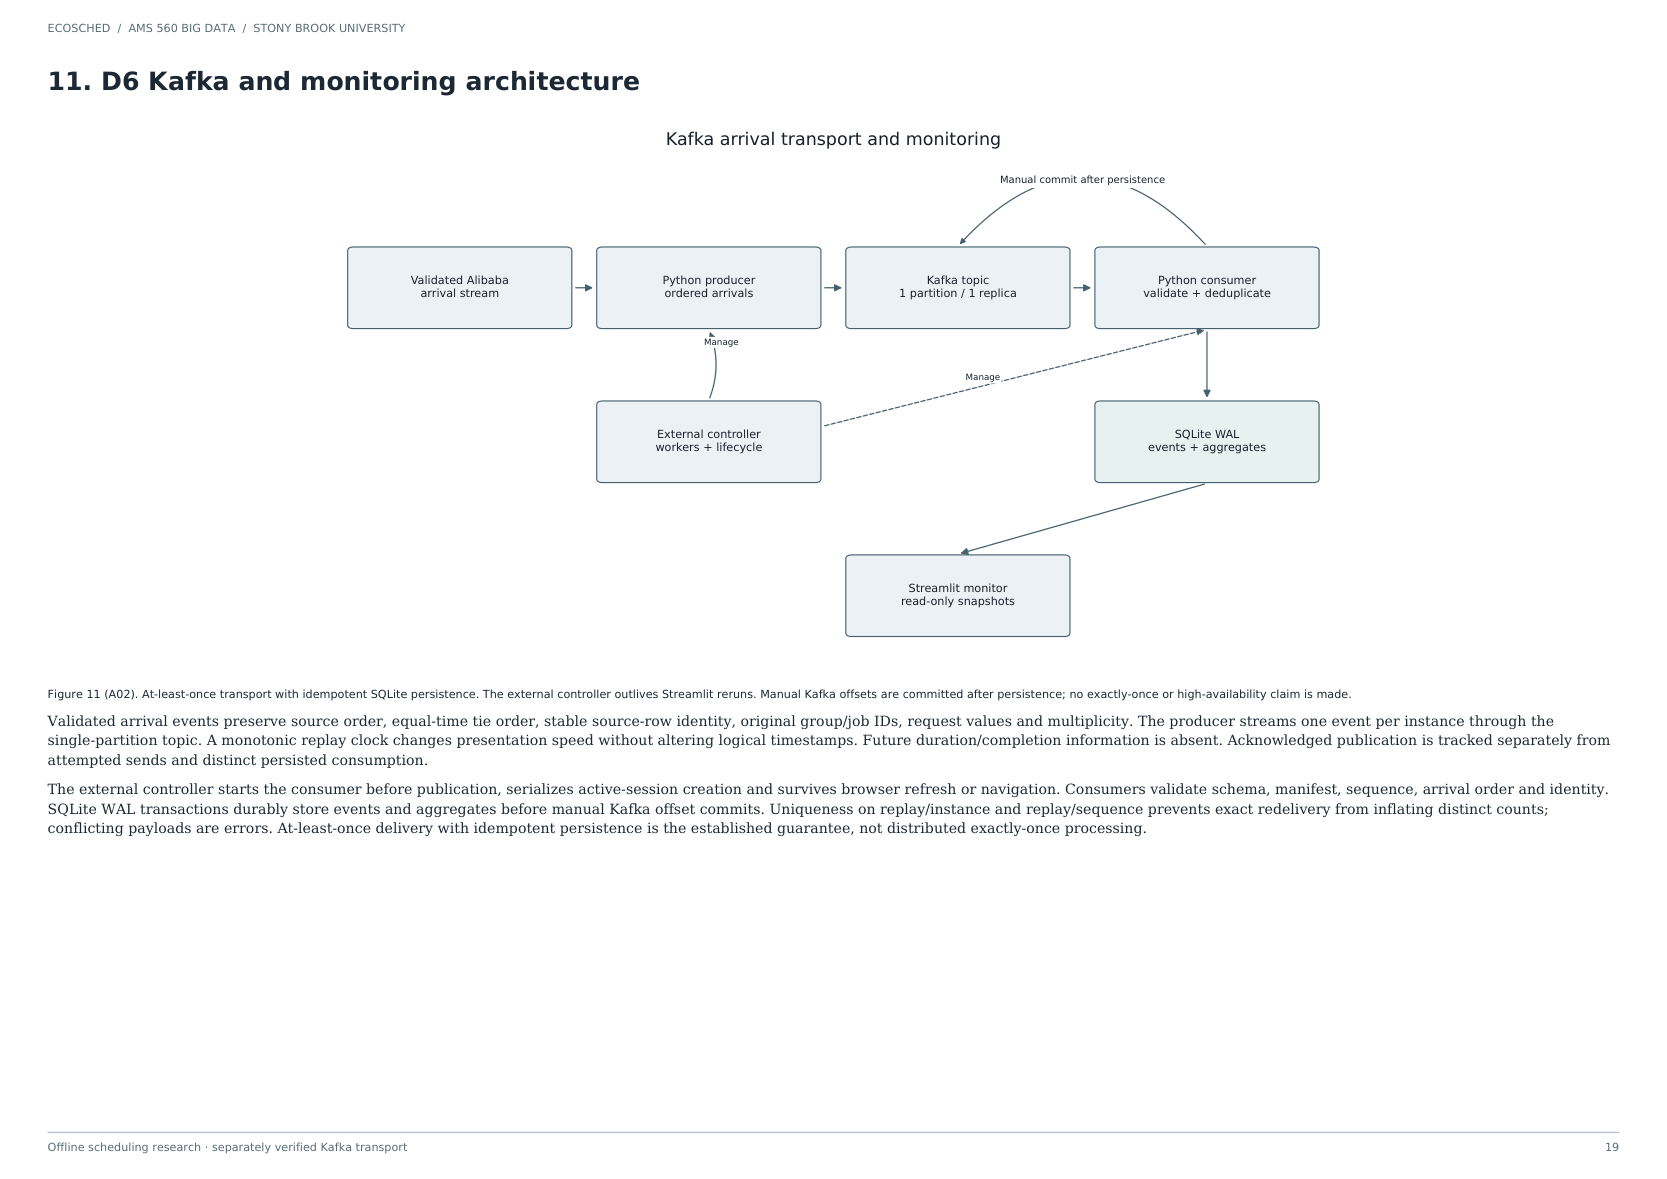 ECOSCHED / AMS 560 BIG DATA / STONY BROOK UNIVERSITY
11. D6 Kafka and monitoring architecture
Kafka arrival transport and monitoring
Manual commit after persistence
Validated Alibaba
arrival stream
Python producer
ordered arrivals
Kafka topic
1 partition / 1 replica
Python consumer
validate + deduplicate
Manage
Manage
External controller
workers + lifecycle
SQLite WAL
events + aggregates
Streamlit monitor
read-only snapshots
Figure 11 (A02). At-least-once transport with idempotent SQLite persistence. The external controller outlives Streamlit reruns. Manual Kafka offsets are committed after persistence; no exactly-once or high-availability claim is made.
Validated arrival events preserve source order, equal-time tie order, stable source-row identity, original group/job IDs, request values and multiplicity. The producer streams one event per instance through the
single-partition topic. A monotonic replay clock changes presentation speed without altering logical timestamps. Future duration/completion information is absent. Acknowledged publication is tracked separately from
attempted sends and distinct persisted consumption.
The external controller starts the consumer before publication, serializes active-session creation and survives browser refresh or navigation. Consumers validate schema, manifest, sequence, arrival order and identity.
SQLite WAL transactions durably store events and aggregates before manual Kafka offset commits. Uniqueness on replay/instance and replay/sequence prevents exact redelivery from inflating distinct counts;
conflicting payloads are errors. At-least-once delivery with idempotent persistence is the established guarantee, not distributed exactly-once processing.
Offline scheduling research · separately verified Kafka transport
19